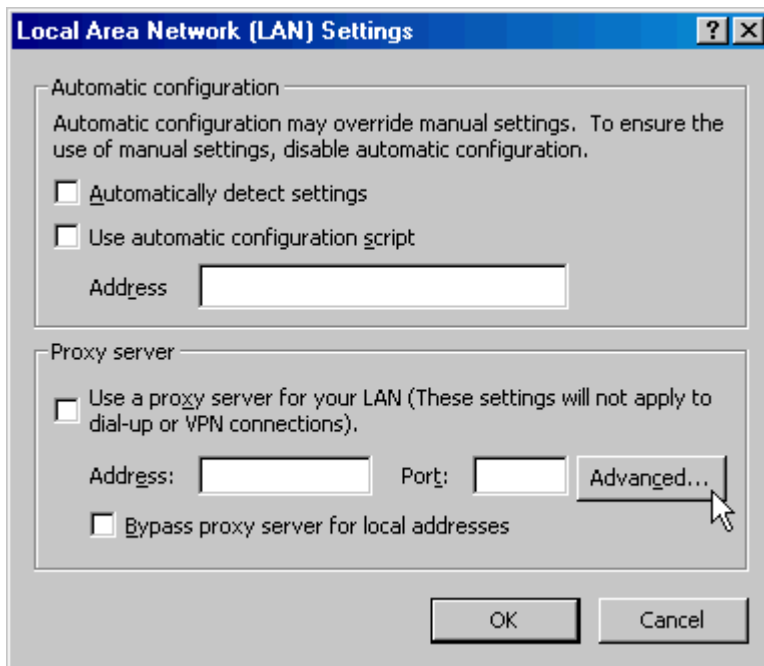 Local Area Network (LAN) Settings
?
Automatic configuration
Automatic configuration may override manual settings. To ensure the
use of manual settings, disable automatic configuration.
Automatically detect settings
Use automatic configuration script
Address
Proxy server
Use a proxy server for your LAN (These settings will not apply to
dial-up or VPN connections).
Address: Port: Advanced...
Bypass proxy server for local addresses
OK Cancel